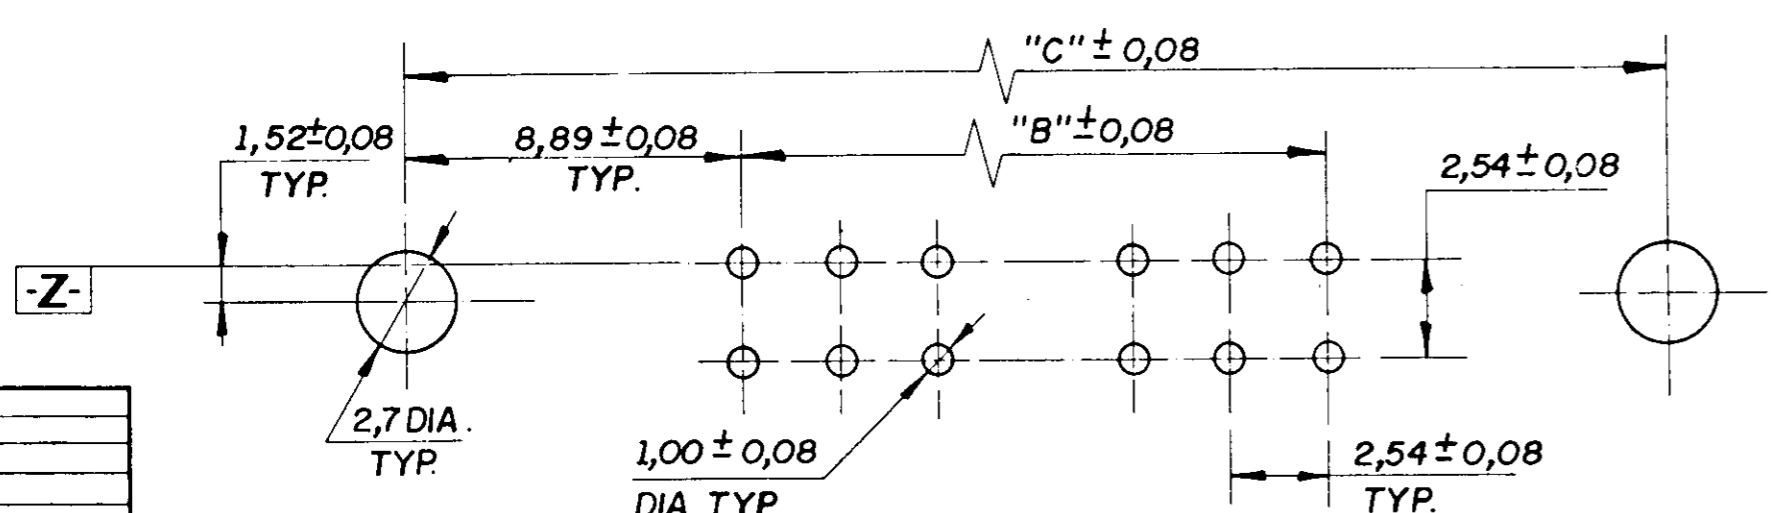 "C" ± 0,08
1,52±0,08
TYP.
8,89 ±0,08
TYP.
"B"±0,08
2,54±0,08
-Z-
2,7 DIA.
TYP.
1,00 ± 0,08
DIA TYP
2,54±0,08
TYP.